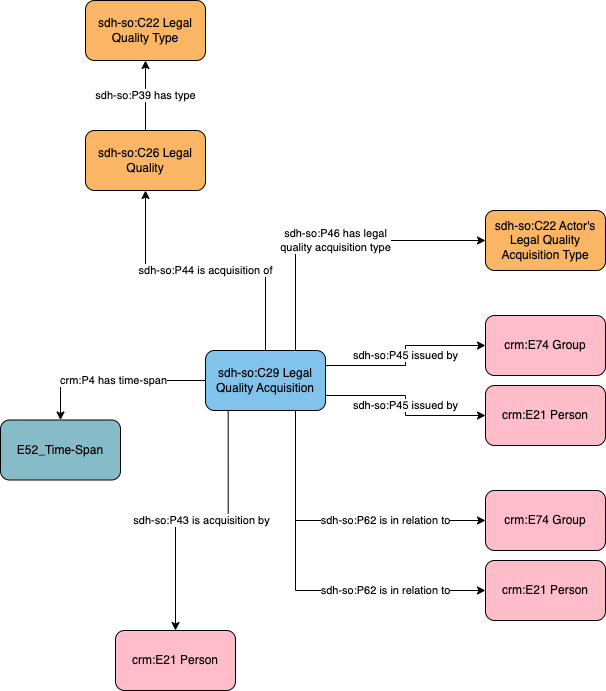 sdh-so:C22 Legal
Quality Type
sdh-so:P39 has type
sdh-so:C26 Legal
Quality
sdh-so:P46 has legal
quality acquisition type
sdh-so:C22 Actor's
Legal Quality
Acquisition Type
sdh-so:P44 is acquisition of
crm:E74 Group
sdh-so:P45 issued by
sdh-so:C29 Legal
Quality Acquisition
crm:P4 has time-span
sdh-so:P45 issued by
crm:E21 Person
E52_Time-Span
sdh-so:P43 is acquisition by
sdh-so:P62 is in relation to
crm:E74 Group
sdh-so:P62 is in relation to
crm:E21 Person
crm:E21 Person